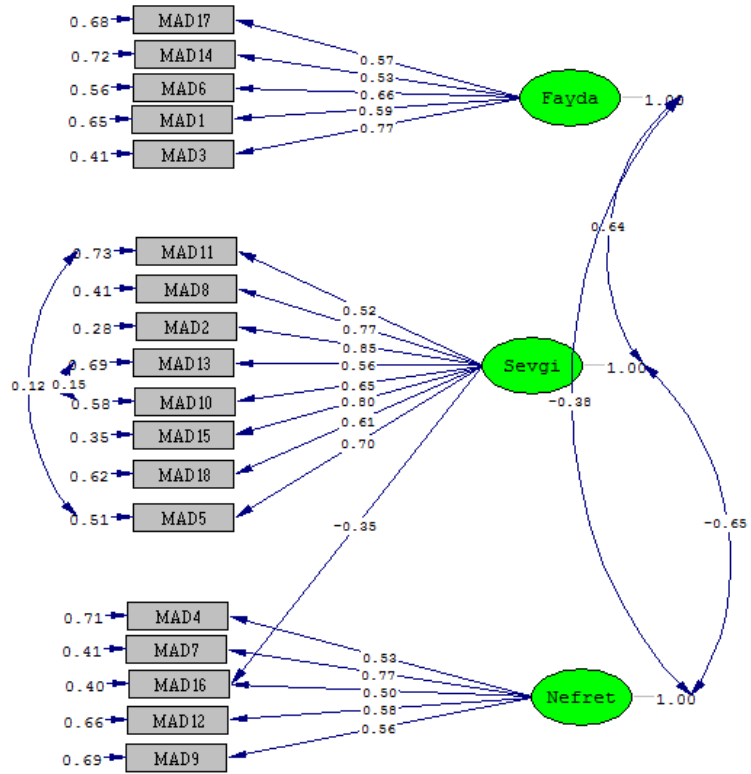 0.68 MAD17
0.57
0.72 MAD14
0.53
0.56 MAD6
0.66
Fayda 1.00
0.65 MAD1
0.59
0.77
0.41 MAD3
0.64
0.73 MAD11
0.52
0.41 MAD8
0.77
0.28 MAD2
0.85
0.69 MAD13
0.56
Sevgi 1.00
0.12 0.15
0.58 MAD10
0.65
-0.38
0.80
0.35 MAD15
0.61
0.70
0.62 MAD18
0.51 MAD5
-0.35
-0.65
0.71 MAD4
0.53
0.41 MAD7
0.77
0.40 MAD16
0.50
Nefret 1.00
0.58
0.66 MAD12
0.56
0.69 MAD9